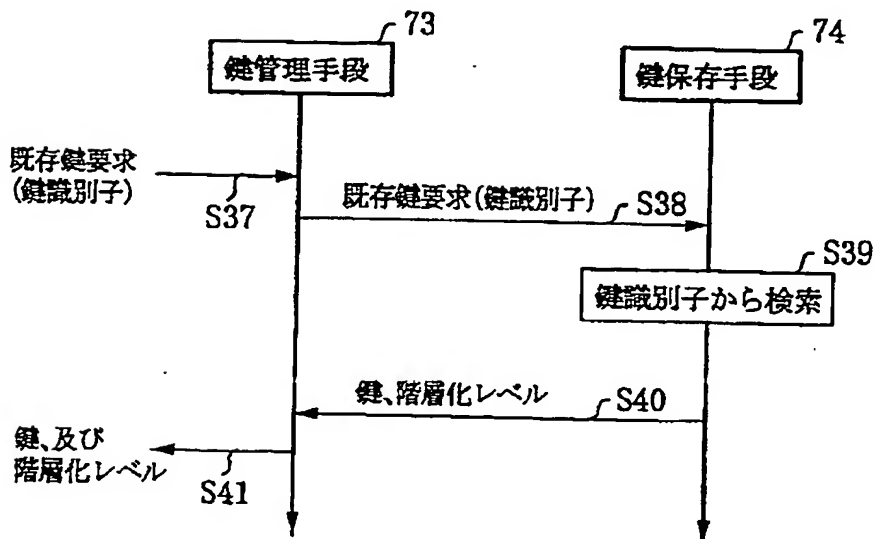 73
鍵管理手段
74
鍵保存手段
既存鍵要求
(鍵識別子)
S37
既存鍵要求(鍵識別子)
S38
S39
鍵識別子から検索
鍵、階層化レベル
S40
鍵、及び
階層化レベル
S41